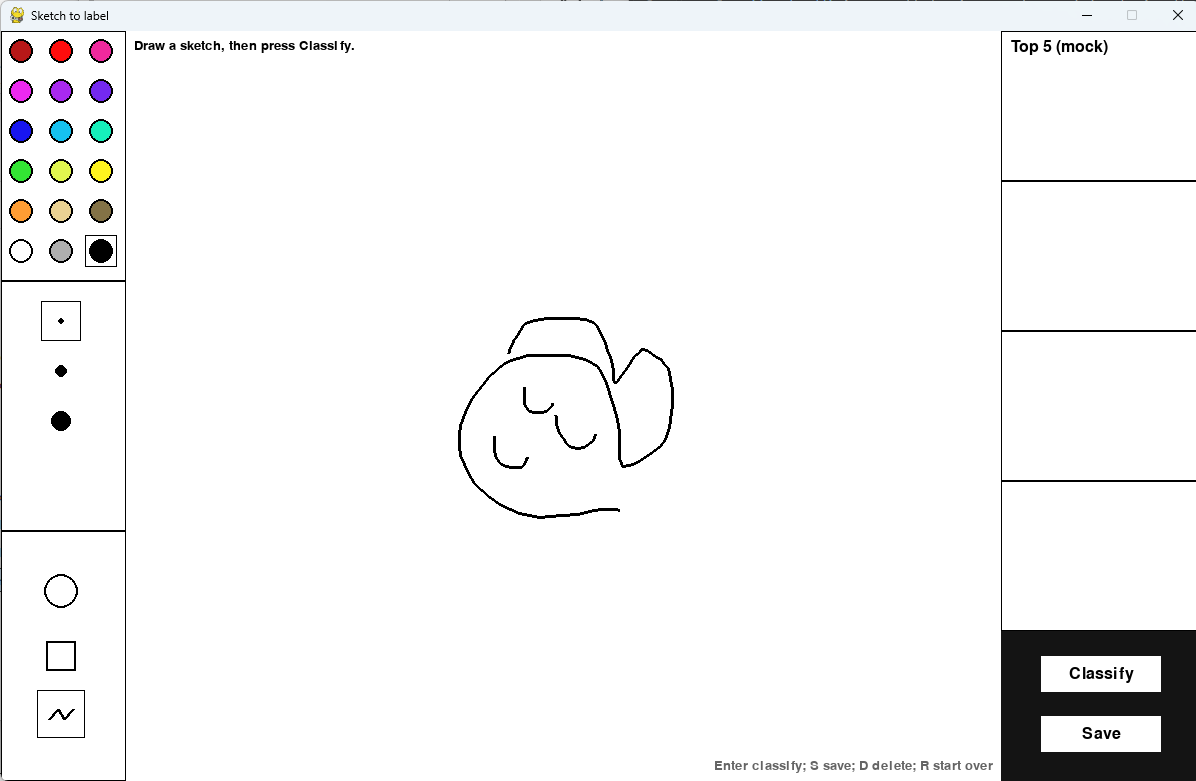 Sketch to label
Draw a sketch, then press Classify.
Top 5 (mock)
Classify
Save
Enter classify; S save; D delete; R start over